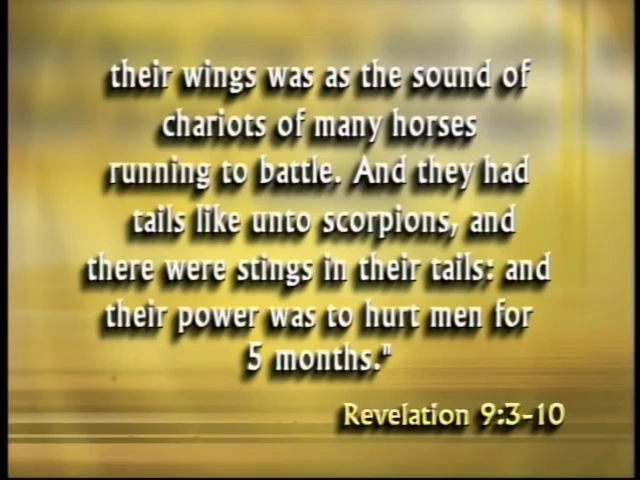 their wings was as the sound of
chariots of many horses
running to battle. And they had
tails like unto scorpions, and
there were stings in their tails: and
their power was to hurt men for
5 months."
Revelation 9:3-10